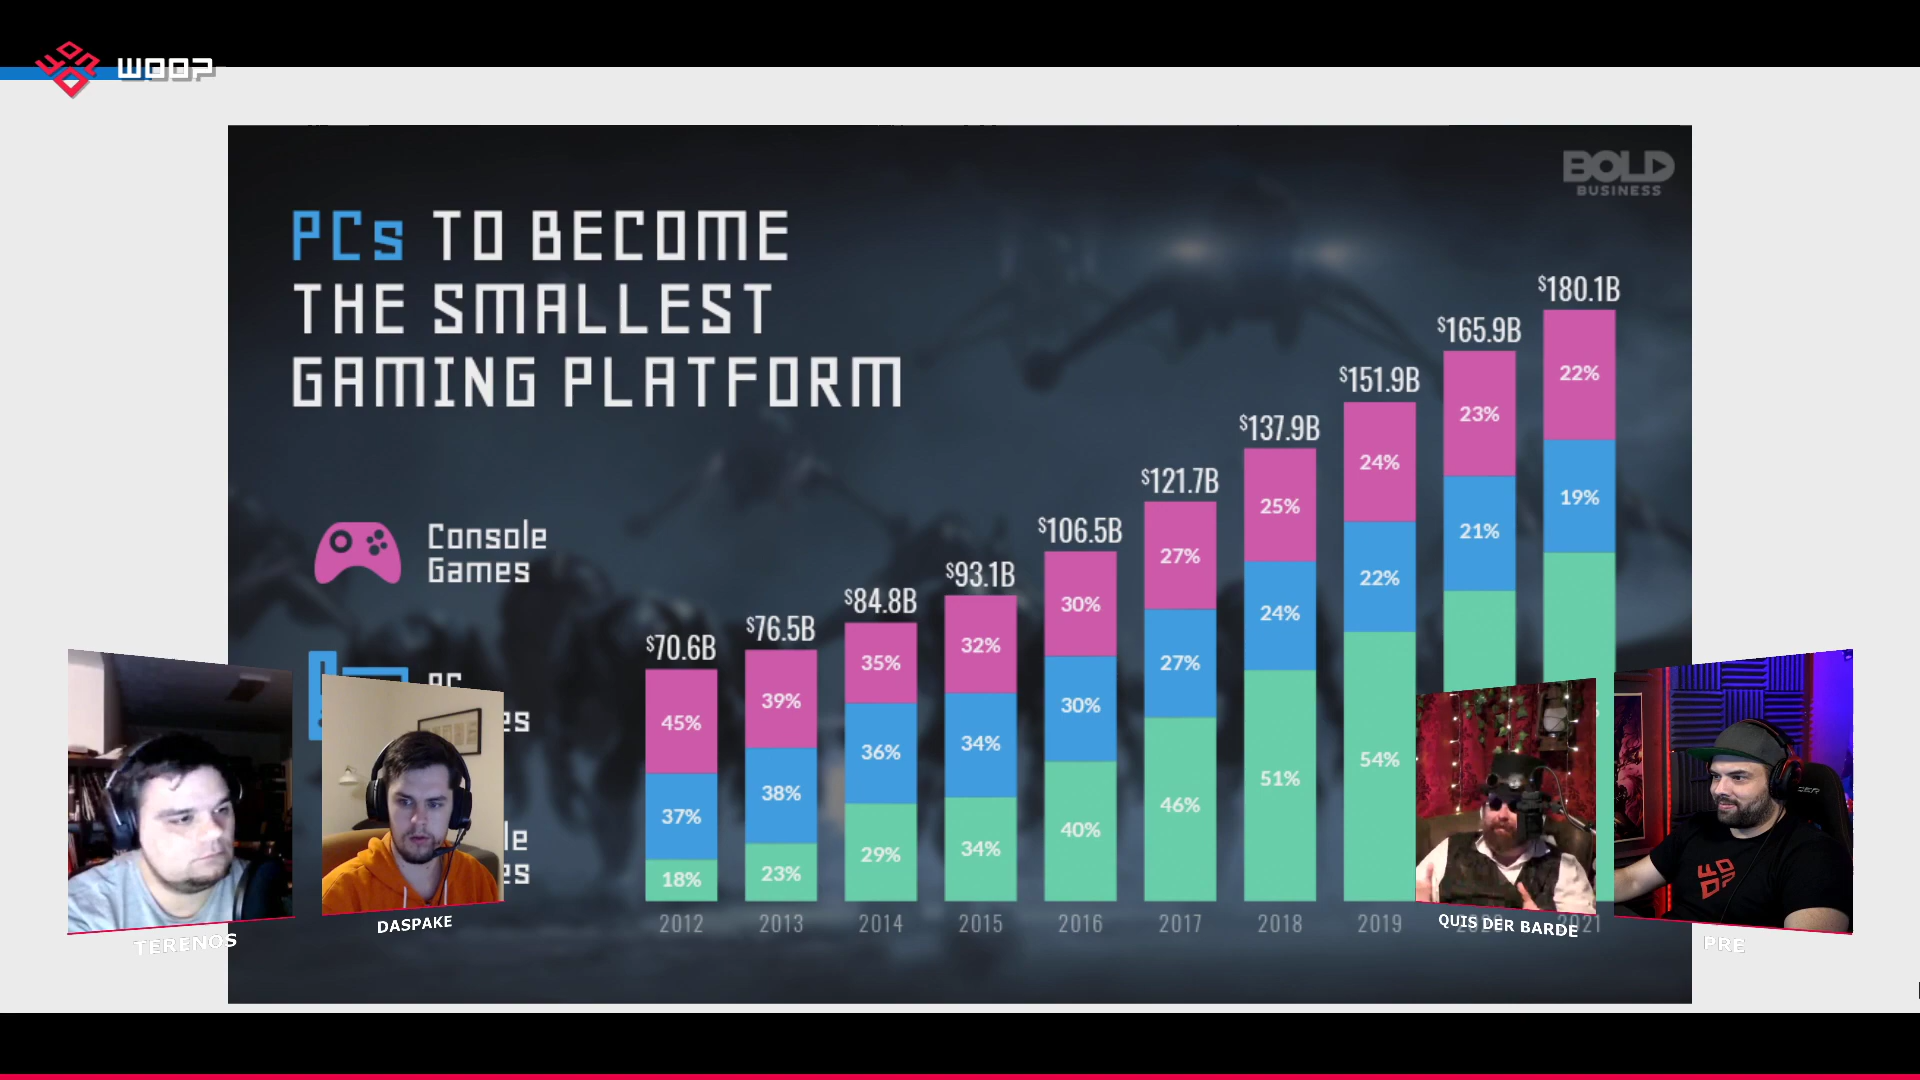 WOOP
BOLD
BUSINESS
PCs TO BECOME
THE SMALLEST
GAMING PLATFORM
Console
Games
$70.6B
$76.5B
$84.8B
$93.1B
$106.5B
$121.7B
$137.9B
$151.9B
$165.9B
$180.1B
45%
39%
35%
32%
30%
27%
25%
24%
23%
22%
37%
38%
36%
34%
30%
27%
24%
22%
21%
19%
18%
23%
29%
34%
40%
46%
51%
54%
2012
2013
2014
2015
2016
2017
2018
2019
TERENOS
DASPAKE
QUIS DER BARDE
PRE